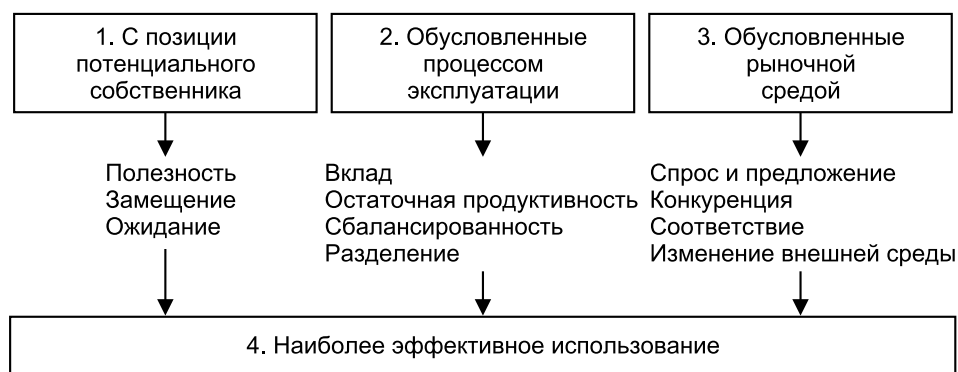 1. С позиции
потенциального
собственника
2. Обусловленные
процессом
эксплуатации
3. Обусловленные
рыночной
средой
Полезность
Замещение
Ожидание
Вклад
Остаточная продуктивность
Сбалансированность
Разделение
Спрос и предложение
Конкуренция
Соответствие
Изменение внешней среды
4. Наиболее эффективное использование